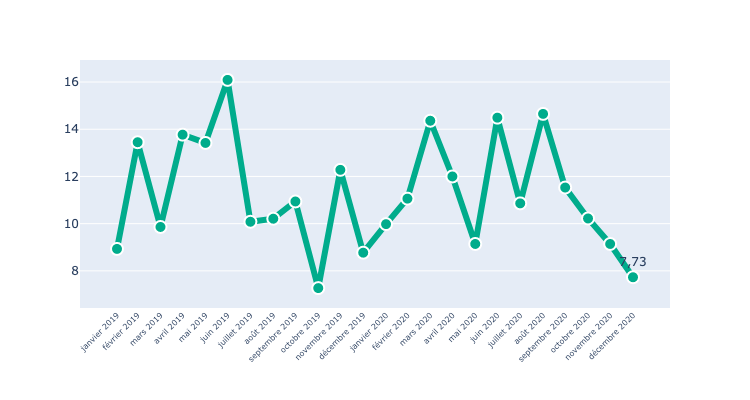 16
14
12
10
8
7,73
janvier 2019
février 2019
mars 2019
avril 2019
mai 2019
juin 2019
juillet 2019
août 2019
septembre 2019
octobre 2019
novembre 2019
décembre 2019
janvier 2020
février 2020
mars 2020
avril 2020
mai 2020
juin 2020
juillet 2020
août 2020
septembre 2020
octobre 2020
novembre 2020
décembre 2020